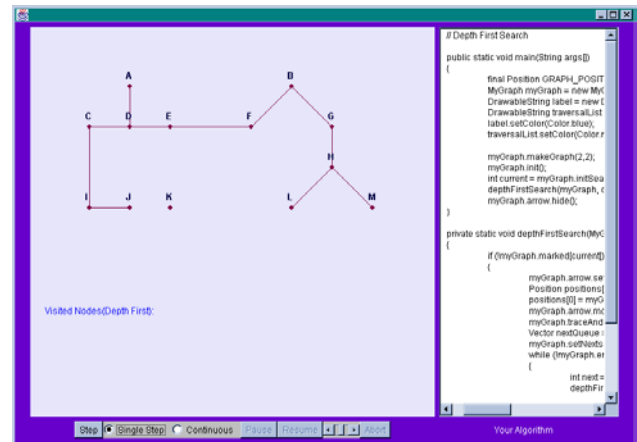 A
B
C
D
E
F
G
H
I
J
K
L
M
Visited Nodes(Depth First):
// Depth First Search
public static void main(String args[])
{
final Position GRAPH_POSIT
MyGraph myGraph = new My
DrawableString label = new
DrawableString traversalList
label.setColor(Color.blue);
traversalList.setColor(Color.r
myGraph.makeGraph(2,2);
myGraph.init();
int current = myGraph.initSea
depthFirstSearch(myGraph, c
myGraph.arrow.hide();
}
private static void depthFirstSearch(My
{
if (!myGraph.marked[current])
{
myGraph.arrow.se
Position positions[
positions[0] = myG
myGraph.arrow.mo
myGraph.traceAnd
Vector nextQueue =
myGraph.setNexts
while (!myGraph.e
{
int next =
depthFir
Step Single Step Continuous Pause Resume Abort
Your Algorithm